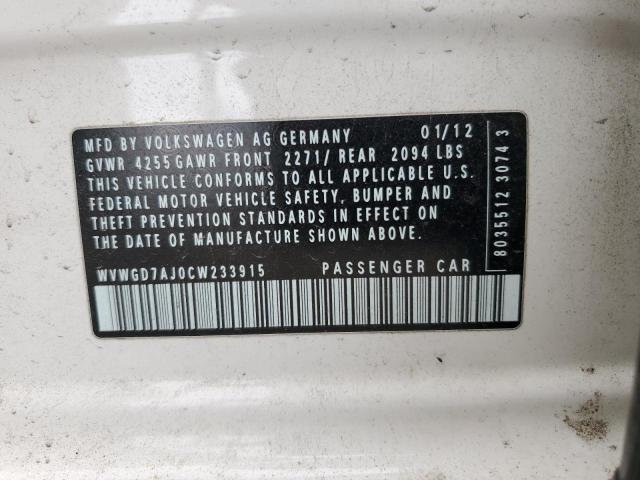 MFD BY VOLKSWAGEN AG GERMANY 01/12
GVWR 4255 GAWR FRONT 2271/ REAR 2094 LBS
THIS VEHICLE CONFORMS TO ALL APPLICABLE U.S.
FEDERAL MOTOR VEHICLE SAFETY, BUMPER AND
THEFT PREVENTION STANDARDS IN EFFECT ON
THE DATE OF MANUFACTURE SHOWN ABOVE.
WVWGD7AJ0CW233915 PASSENGER CAR
8035512 3074 3